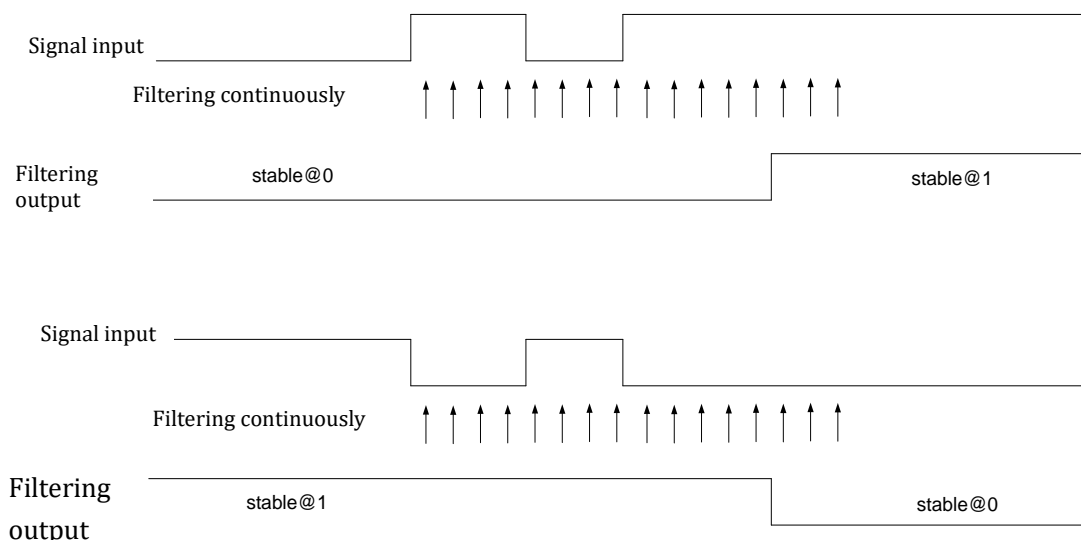 Signal input
Filtering continuously
Filtering
output
stable@0
stable@1
Signal input
Filtering continuously
Filtering
output
stable@1
stable@0